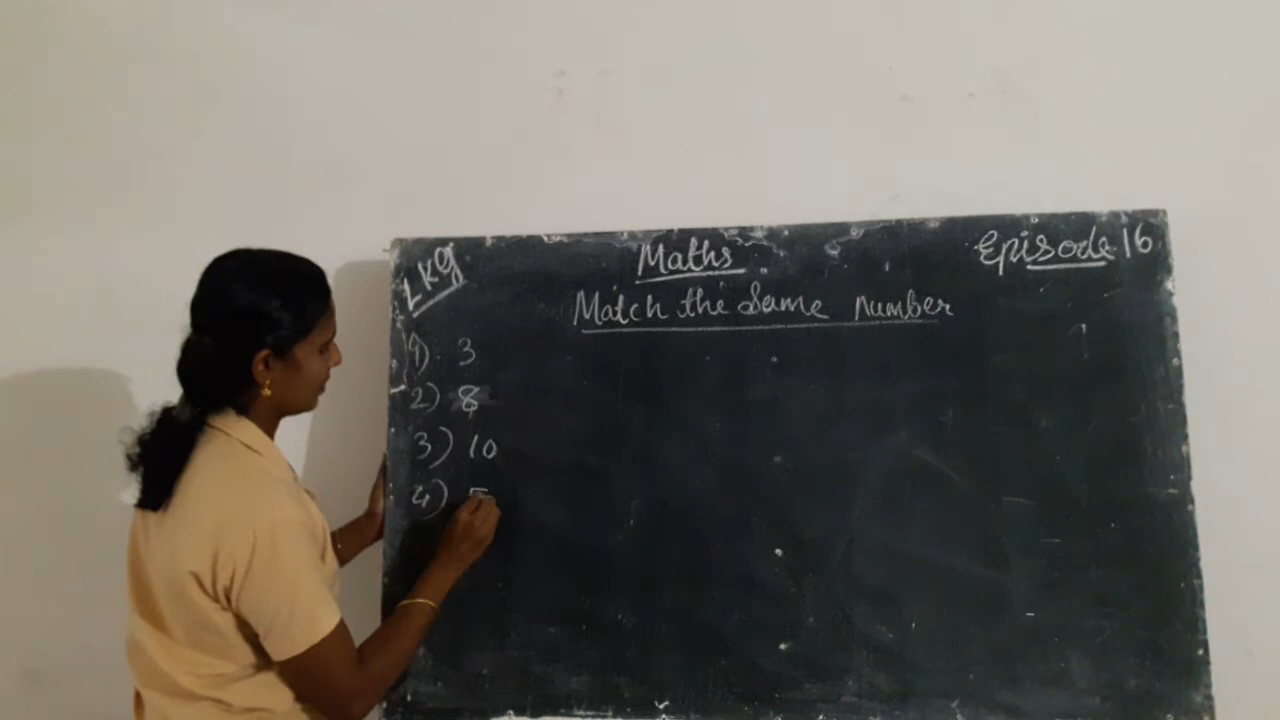 LKG Maths Episode 16
Match the Same number
1) 3
2) 8
3) 10
4)